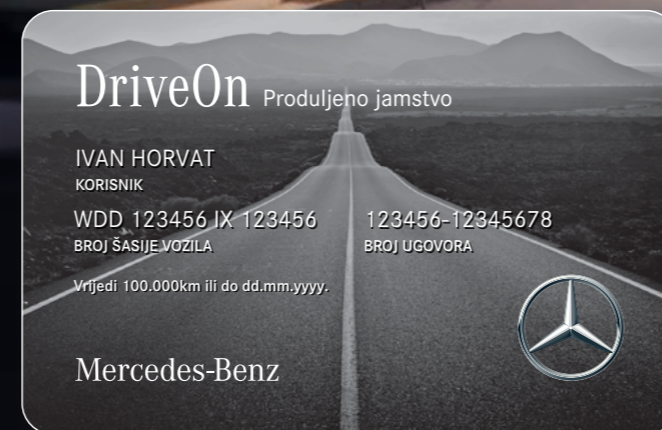 DriveOn Produljeno jamstvo
IVAN HORVAT
KORISNIK
WDD 123456 IX 123456 123456-12345678
BROJ ŠASIJE VOZILA BROJ UGOVORA
Vrijedi 100.000km ili do dd.mm.yyyy.
Mercedes-Benz